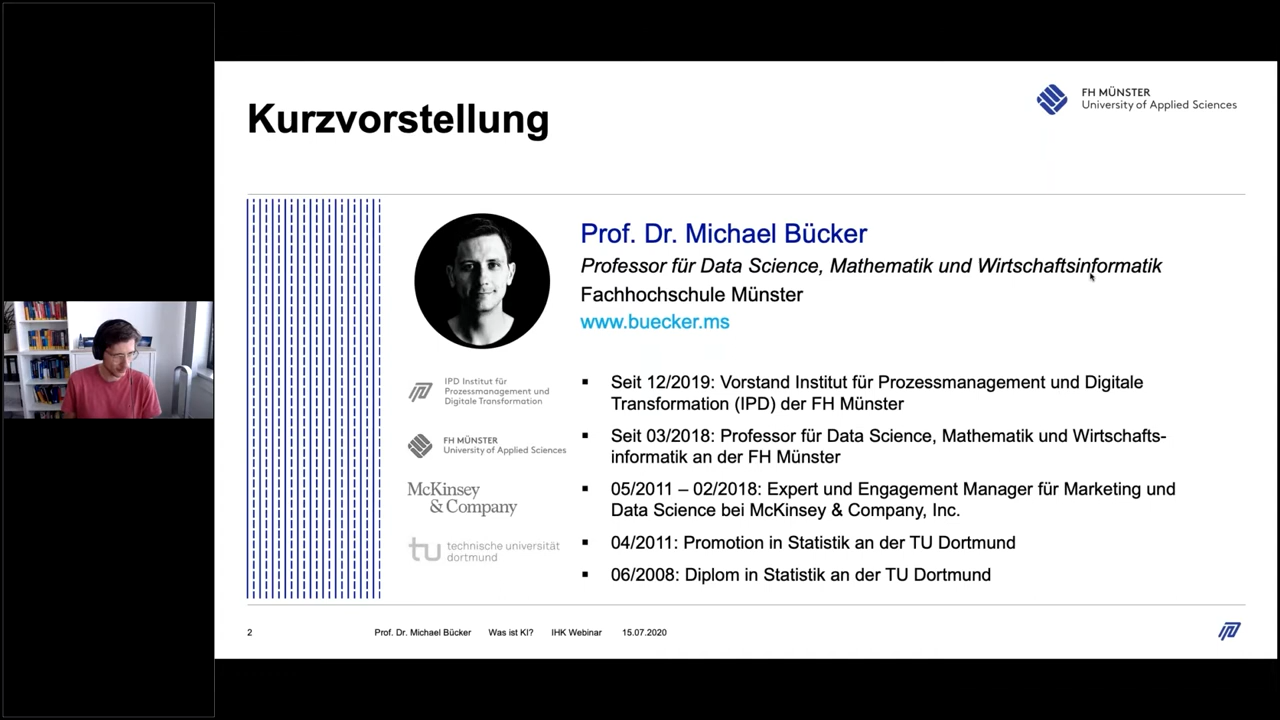 Kurzvorstellung
FH MÜNSTER
University of Applied Sciences
Prof. Dr. Michael Bücker
Professor für Data Science, Mathematik und Wirtschaftsinformatik
Fachhochschule Münster
www.buecker.ms
IPD Institut für
Prozessmanagement und
Digitale Transformation
▪ Seit 12/2019: Vorstand Institut für Prozessmanagement und Digitale
Transformation (IPD) der FH Münster
FH MÜNSTER
University of Applied Sciences
▪ Seit 03/2018: Professor für Data Science, Mathematik und Wirtschafts-
informatik an der FH Münster
McKinsey
& Company
▪ 05/2011 – 02/2018: Expert und Engagement Manager für Marketing und
Data Science bei McKinsey & Company, Inc.
tu technische universität
dortmund
▪ 04/2011: Promotion in Statistik an der TU Dortmund
▪ 06/2008: Diplom in Statistik an der TU Dortmund
2 Prof. Dr. Michael Bücker Was ist KI? IHK Webinar 15.07.2020